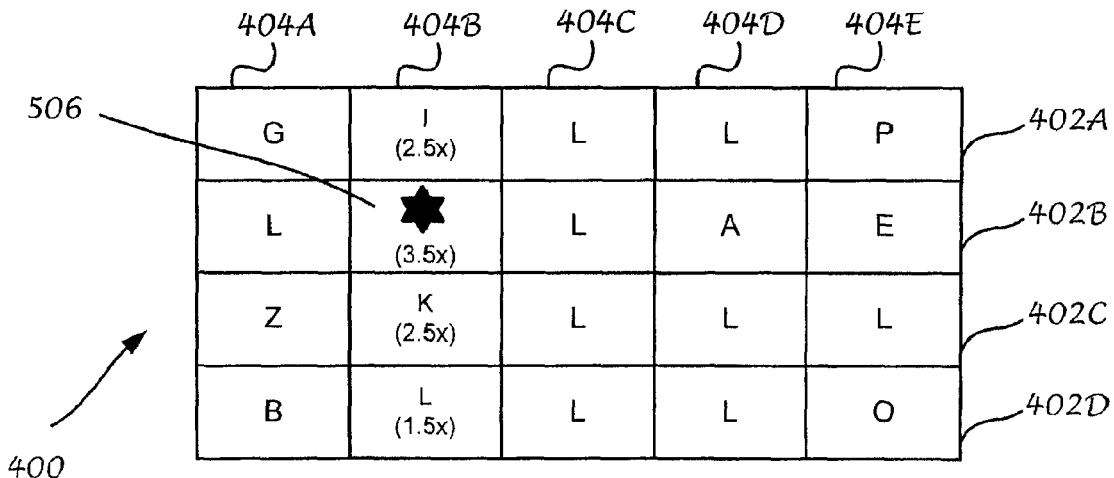 404A 404B 404C 404D 404E
506
G I (2.5x) L L P 402A
L (3.5x) L A E 402B
Z K (2.5x) L L L 402C
B L (1.5x) L L O 402D
400